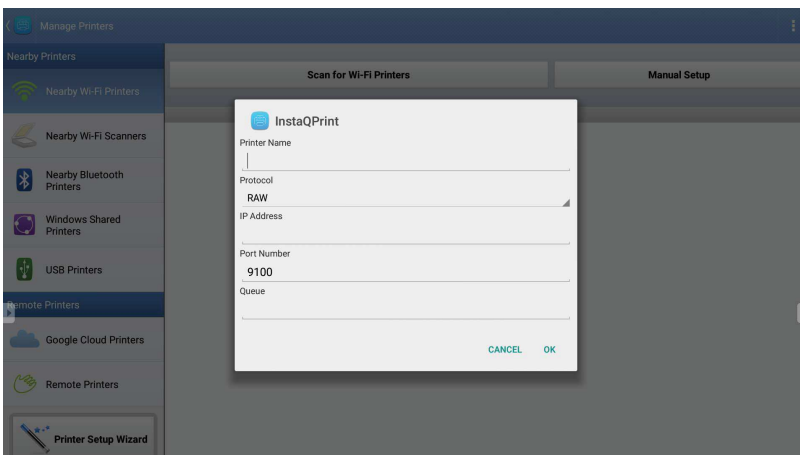 Manage Printers
Nearby Printers
Nearby Wi-Fi Printers
Nearby Wi-Fi Scanners
Nearby Bluetooth
Printers
Windows Shared
Printers
USB Printers
Remote Printers
Google Cloud Printers
Remote Printers
Printer Setup Wizard
Scan for Wi-Fi Printers
Manual Setup
InstaQPrint
Printer Name
Protocol
RAW
IP Address
Port Number
9100
Queue
CANCEL OK